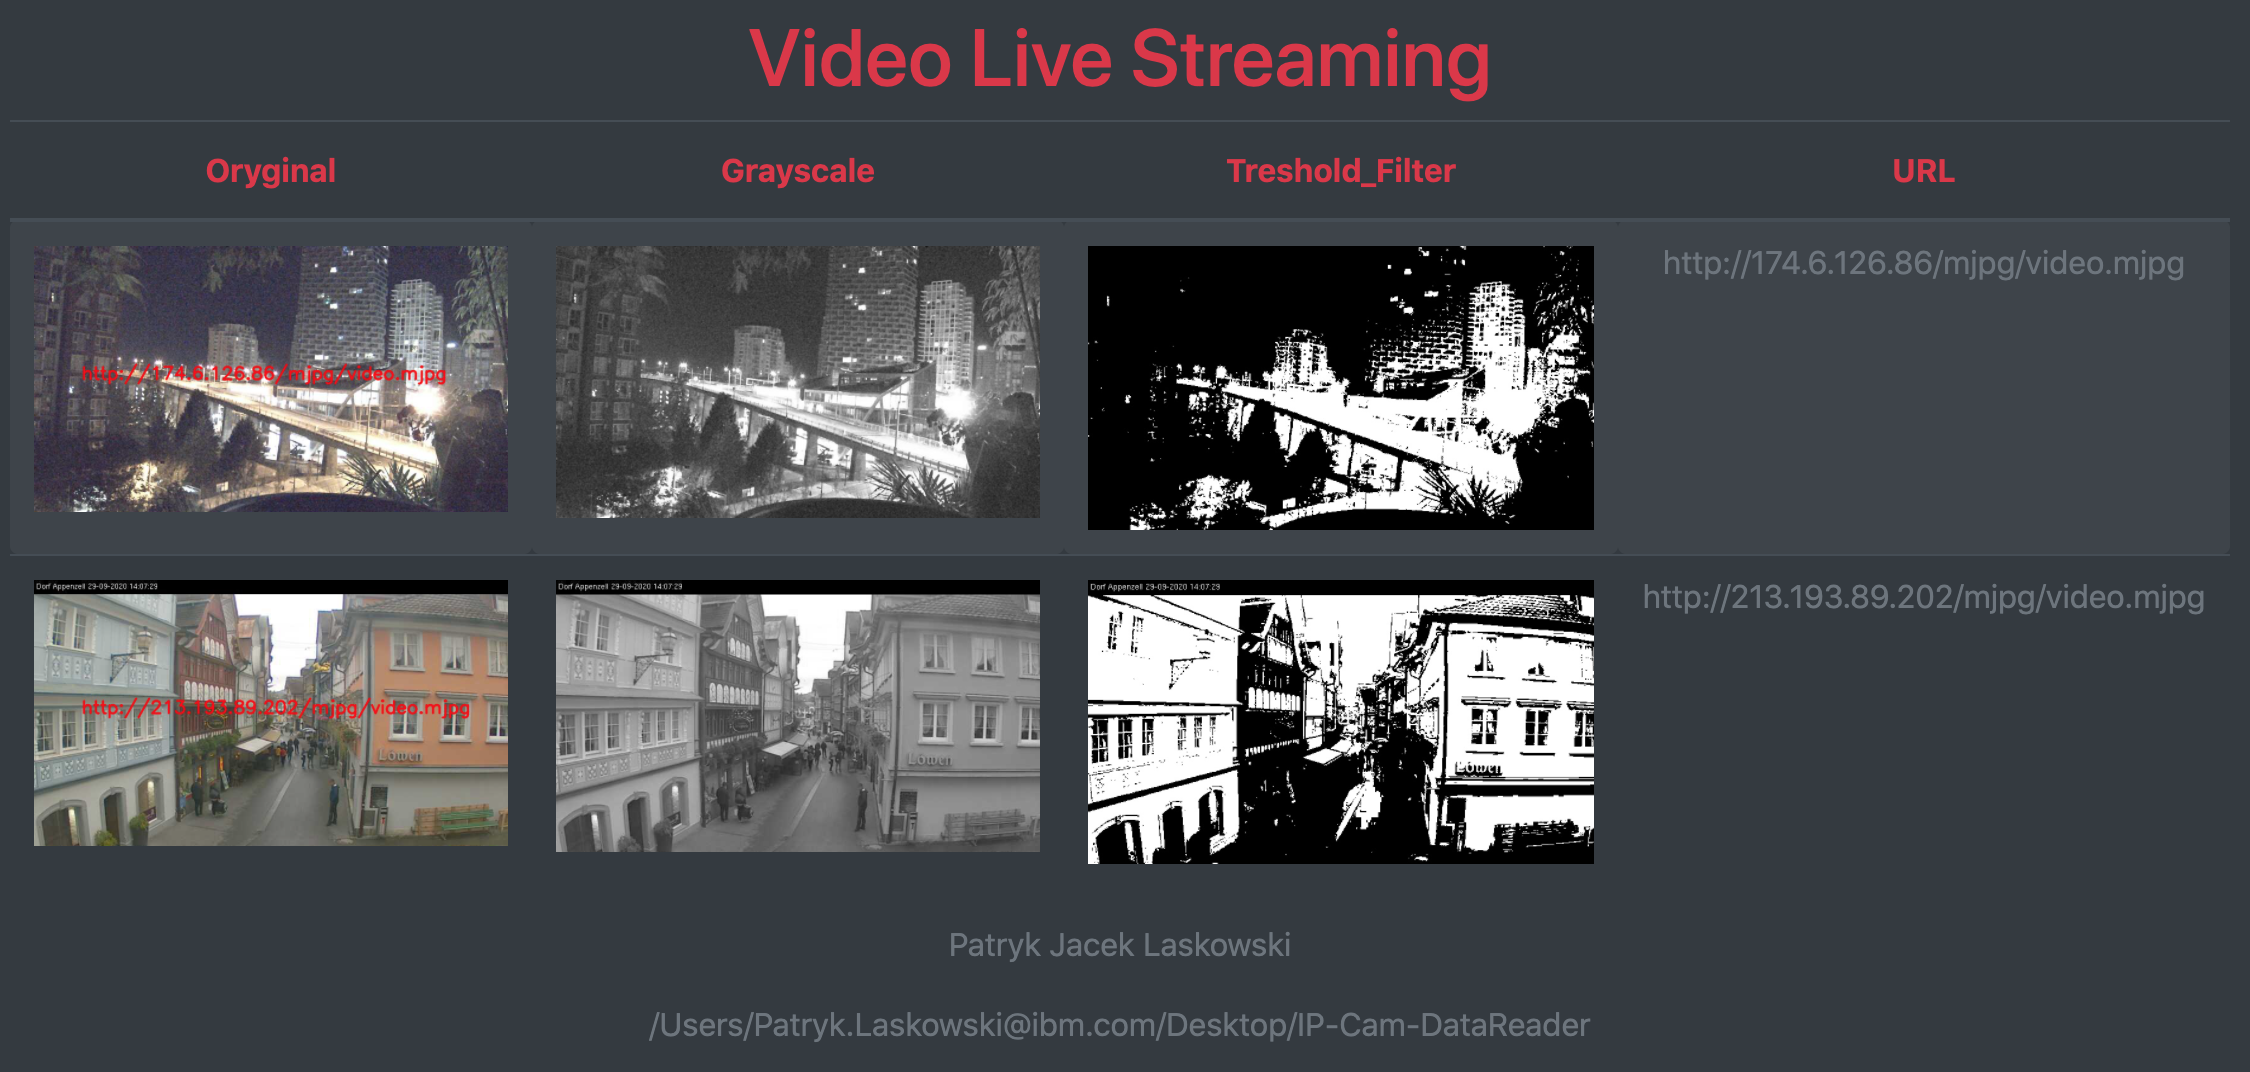 Video Live Streaming
Oryginal
Grayscale
Treshold_Filter
URL
http://174.6.126.86/mjpg/video.mjpg
http://174.6.126.86/mjpg/video.mjpg
Dorf Appenzell 29-09-2020 14:07:29
http://213.193.89.202/mjpg/video.mjpg
Löwen
Dorf Appenzell 29-09-2020 14:07:29
Löwen
Dorf Appenzell 29-09-2020 14:07:29
Löwen
http://213.193.89.202/mjpg/video.mjpg
Patryk Jacek Laskowski
/Users/Patryk.Laskowski@ibm.com/Desktop/IP-Cam-DataReader